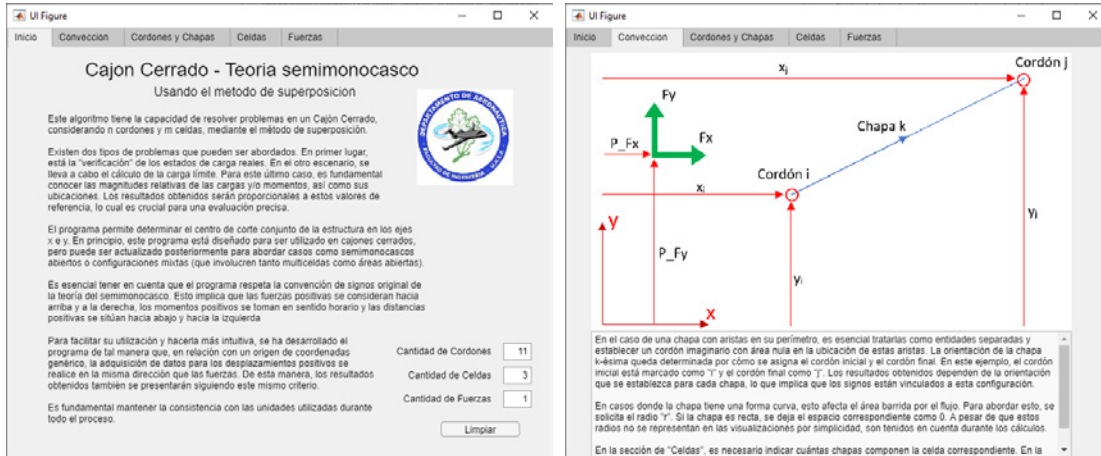 UI Figure
Inicio Conveccion Cordones y Chapas Celdas Fuerzas
Cajon Cerrado - Teoria semimonocasco
Usando el metodo de superposicion
Este algoritmo tiene la capacidad de resolver problemas en un Cajón Cerrado,
considerando n cordones y m celdas, mediante el método de superposición.
Existen dos tipos de problemas que pueden ser abordados. En primer lugar,
está la "verificación" de los estados de carga reales. En el otro escenario, se
lleva a cabo el cálculo de la carga límite. Para este último caso, es fundamental
conocer las magnitudes relativas de las cargas y/o momentos, así como sus
ubicaciones. Los resultados obtenidos serán proporcionales a estos valores de
referencia, lo cual es crucial para una evaluación precisa.
El programa permite determinar el centro de corte conjunto de la estructura en los ejes
x e y. En principio, este programa está diseñado para ser utilizado en cajones cerrados,
pero puede ser actualizado posteriormente para abordar casos como semimonocascos
abiertos o configuraciones mixtas (que involucren tanto multiceldas como áreas abiertas).
Es esencial tener en cuenta que el programa respeta la convención de signos original de
la teoría del semimonocasco. Esto implica que las fuerzas positivas se consideran hacia
arriba y a la derecha, los momentos positivos se toman en sentido horario y las distancias
positivas se sitúan hacia abajo y hacia la izquierda
Para facilitar su utilización y hacerla más intuitiva, se ha desarrollado el
programa de tal manera que, en relación con un origen de coordenadas
genérico, la adquisición de datos para los desplazamientos positivos se
realice en la misma dirección que las fuerzas. De esta manera, los resultados
obtenidos también se presentarán siguiendo este mismo criterio.
Es fundamental mantener la consistencia con las unidades utilizadas durante
todo el proceso.
DEPARTAMENTO DE AERONAUTICA
Cantidad de Cordones 11
Cantidad de Celdas 3
Cantidad de Fuerzas 1
Limpiar
UI Figure
Inicio Conveccion Cordones y Chapas Celdas Fuerzas
xj
Cordón j
Fy
Chapa k
P_Fx
Fx
Cordón i
xi
yj
y
P_Fy
yi
x
En el caso de una chapa con aristas en su perímetro, es esencial tratarlas como entidades separadas y
establecer un cordón imaginario con área nula en la ubicación de estas aristas. La orientación de la chapa
k-ésima queda determinada por cómo se asigna el cordón inicial y el cordón final. En este ejemplo, el cordón
inicial está marcado como "i" y el cordón final como "j". Los resultados obtenidos dependen de la orientación
que se establezca para cada chapa, lo que implica que los signos están vinculados a esta configuración.
En casos donde la chapa tiene una forma curva, esto afecta el área barrida por el flujo. Para abordar esto, se
solicita el radio "r". Si la chapa es recta, se deja el espacio correspondiente como 0. A pesar de que estos
radios no se representan en las visualizaciones por simplicidad, son tenidos en cuenta durante los cálculos.
En la sección de "Celdas", es necesario indicar cuántas chapas componen la celda correspondiente. En la